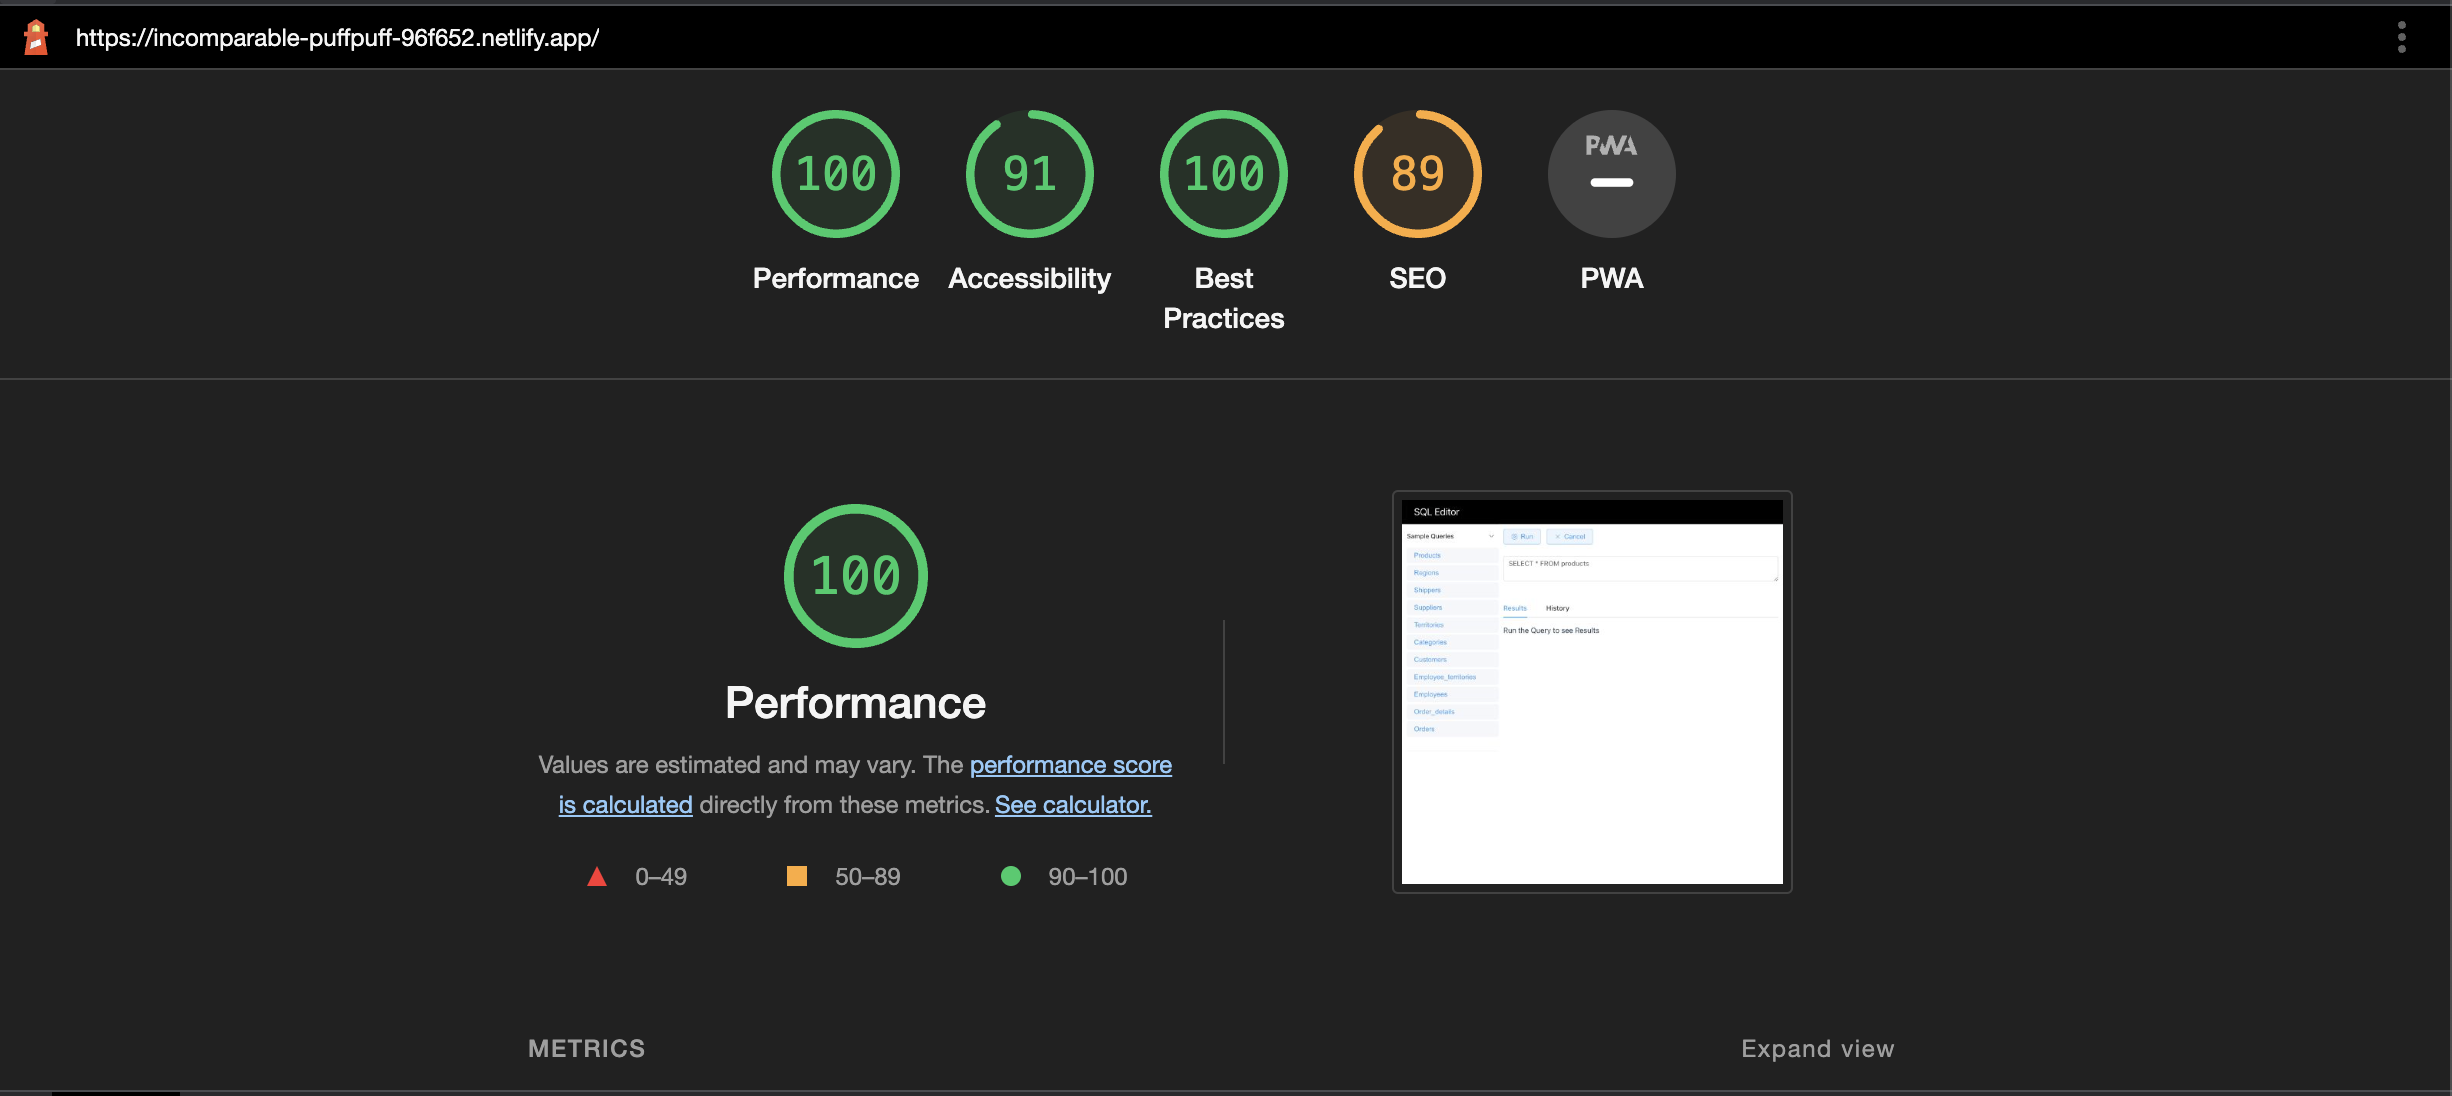 https://incomparable-puffpuff-96f652.netlify.app/
100
91
100
89
PWA
Performance
Accessibility
Best
Practices
SEO
PWA
100
Performance
Values are estimated and may vary. The performance score
is calculated directly from these metrics. See calculator.
0–49
50–89
90–100
SQL Editor
Sample Queries
Run
Cancel
Products
Regions
Shippers
Suppliers
Territories
Categories
Customers
Employee_territories
Employees
Order_details
Orders
SELECT * FROM products
Results
History
Run the Query to see Results
METRICS
Expand view